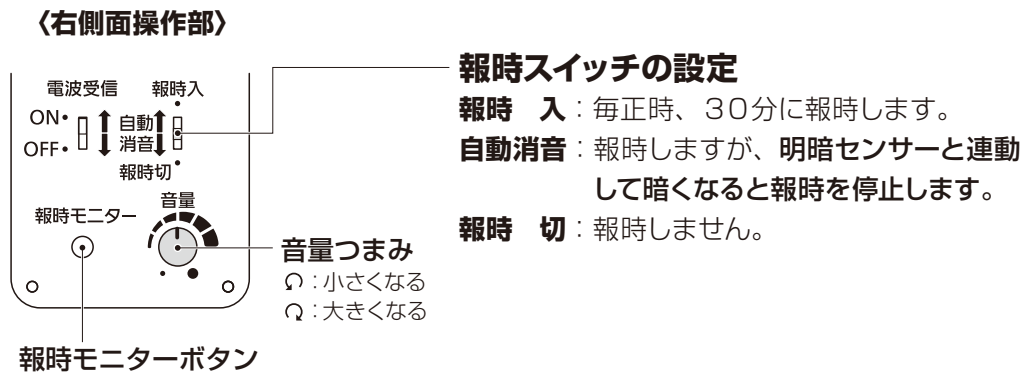 〈右側面操作部〉
電波受信
報時入
ON
OFF
自動
消音
報時切
音量
報時モニター
報時スイッチの設定
報時　入：毎正時、３０分に報時します。
自動消音：報時しますが、明暗センサーと連動
して暗くなると報時を停止します。
報時　切：報時しません。
音量つまみ
：小さくなる
：大きくなる
報時モニターボタン